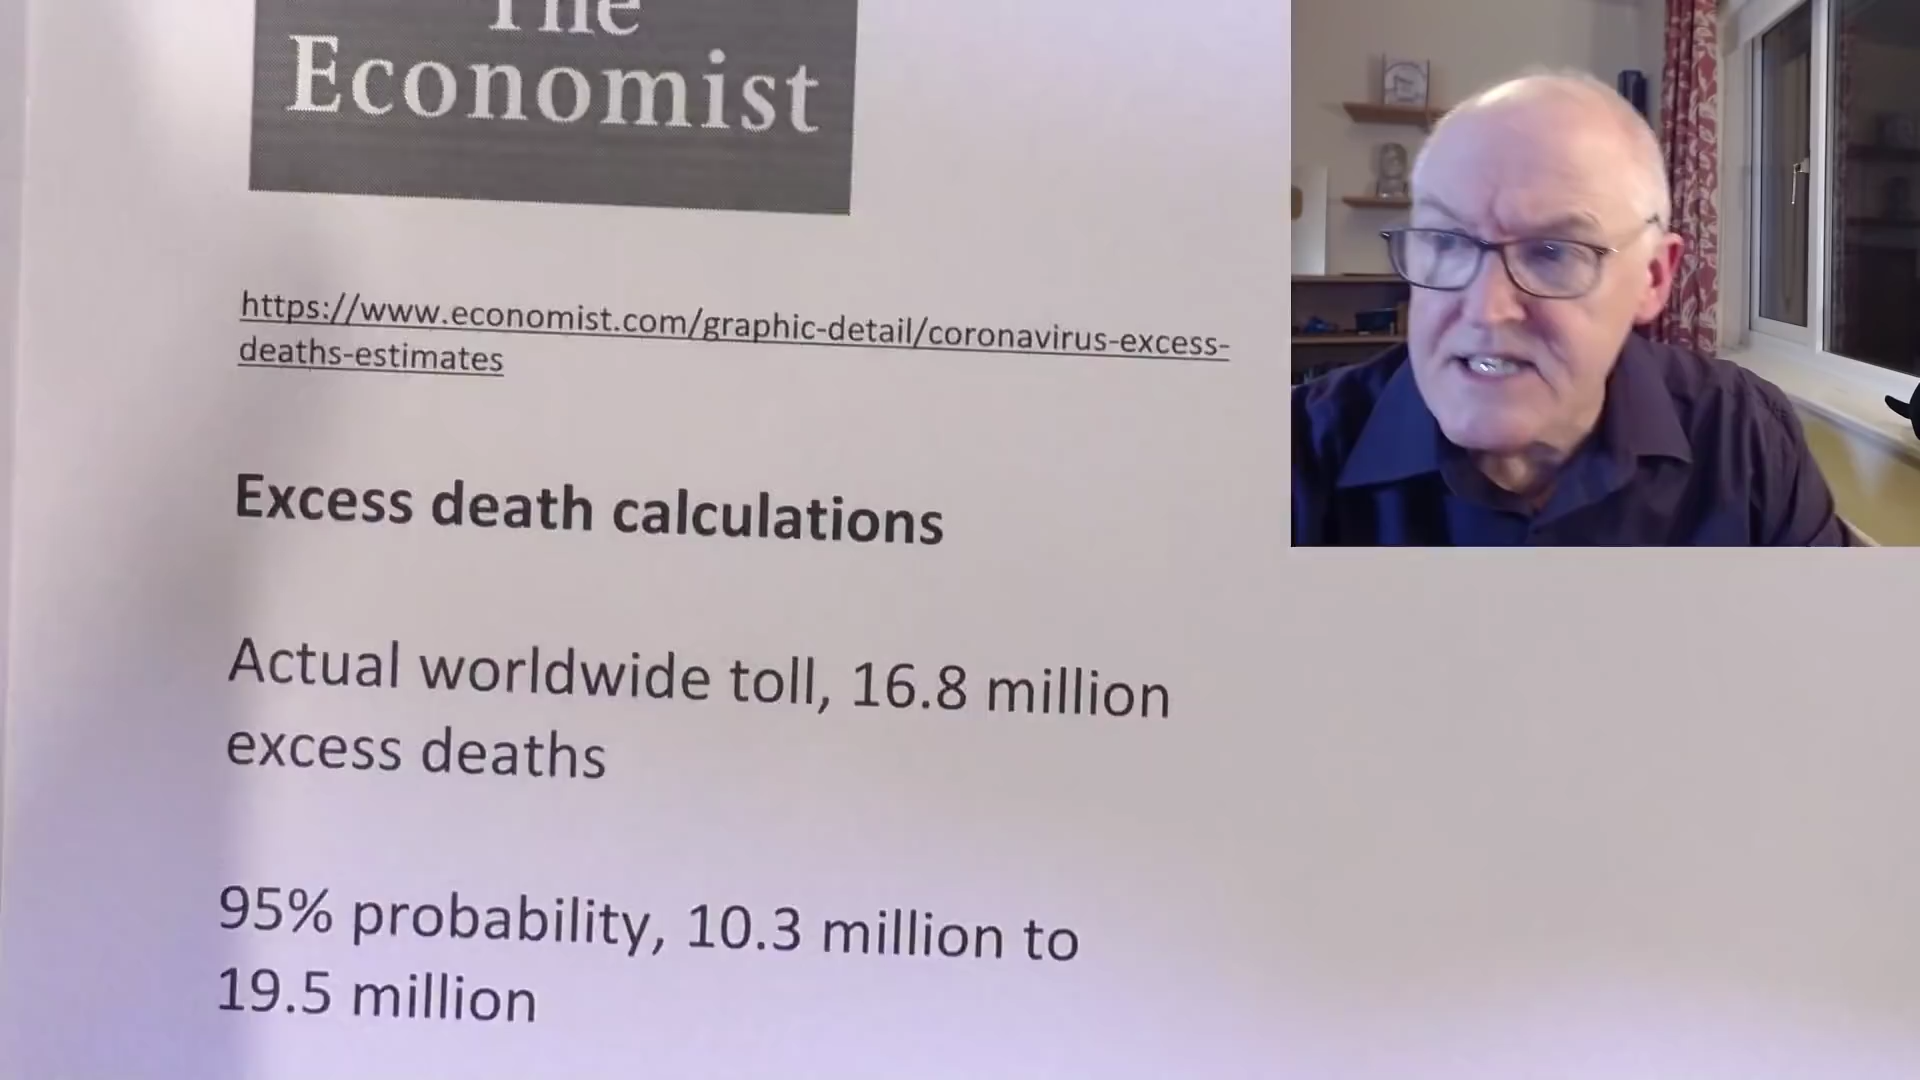 The
Economist
https://www.economist.com/graphic-detail/coronavirus-excess-
deaths-estimates
Excess death calculations
Actual worldwide toll, 16.8 million
excess deaths
95% probability, 10.3 million to
19.5 million